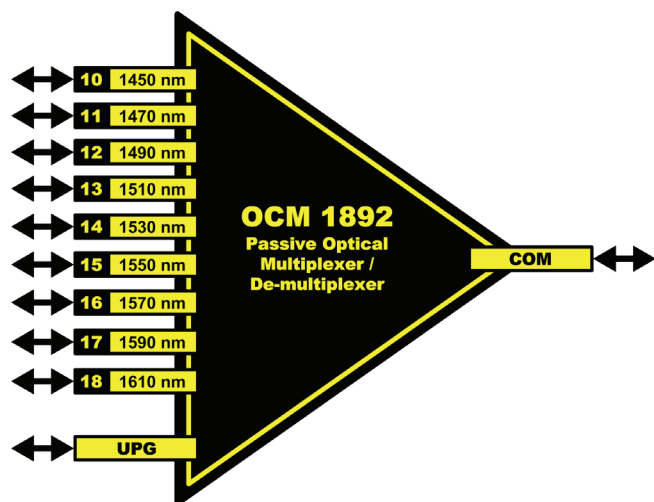 10 1450 nm
11 1470 nm
12 1490 nm
13 1510 nm
14 1530 nm
15 1550 nm
16 1570 nm
17 1590 nm
18 1610 nm
UPG
OCM 1892
Passive Optical
Multiplexer /
De-multiplexer
COM